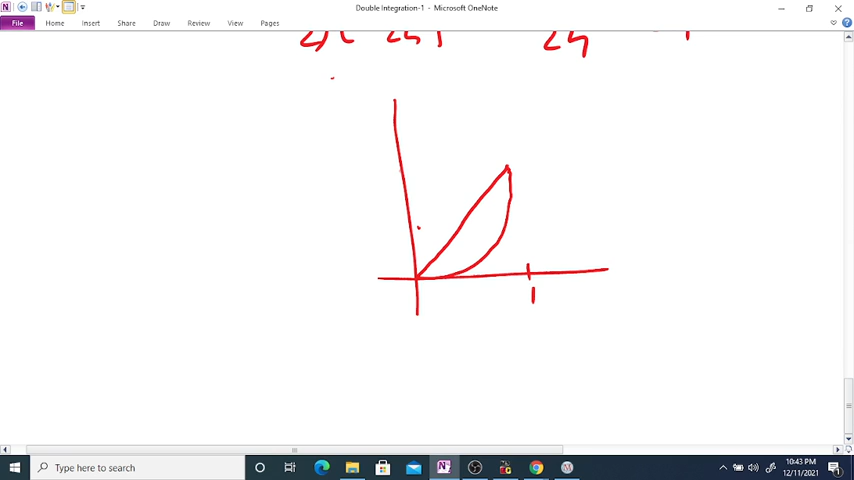 Double Integration-1 - Microsoft OneNote
File Home Insert Share Draw Review View Pages
1
Type here to search
10:43 PM
12/11/2021